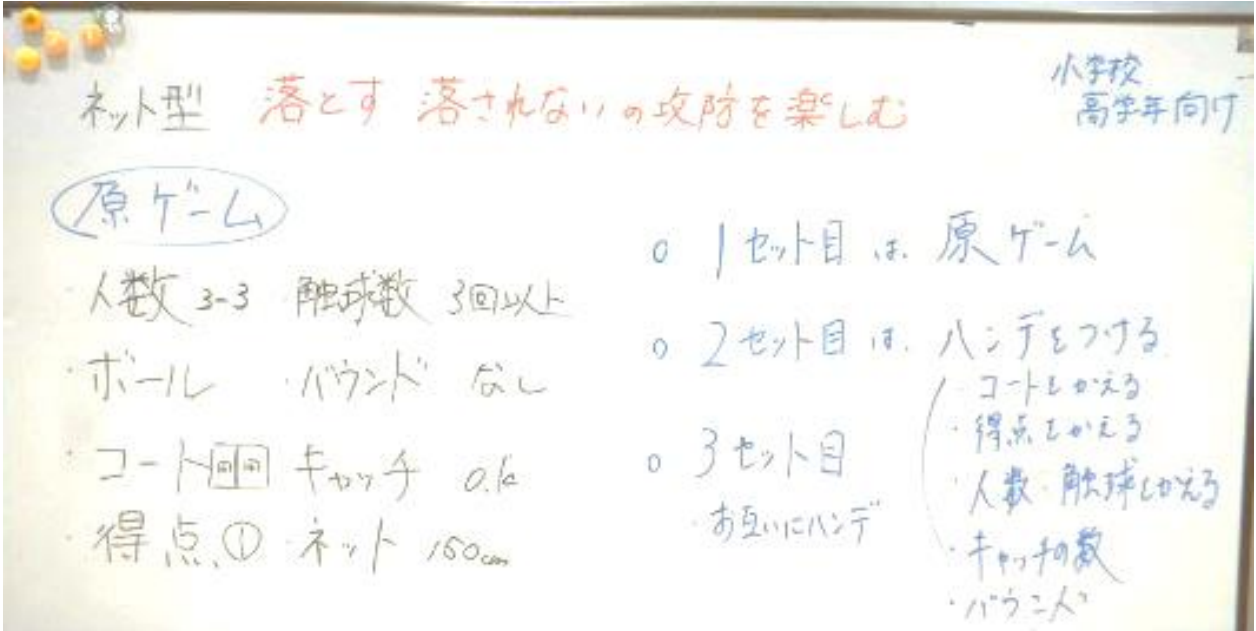 ネット型 落とす 落されないの攻防を楽しむ
小学校
高学年向け
原ゲーム
・人数 3-3 触球数 3回以上
・ボール ・バウンド なし
・コート キャッチ
・得点① ・ネット 150cm
○ 1セット目は、原ゲーム
○ 2セット目は、ハンデをつける
・コートをかえる
・得点をかえる
・人数・触球をかえる
・キャッチの数
・バウンド
○ 3セット目
・お互いにハンデ